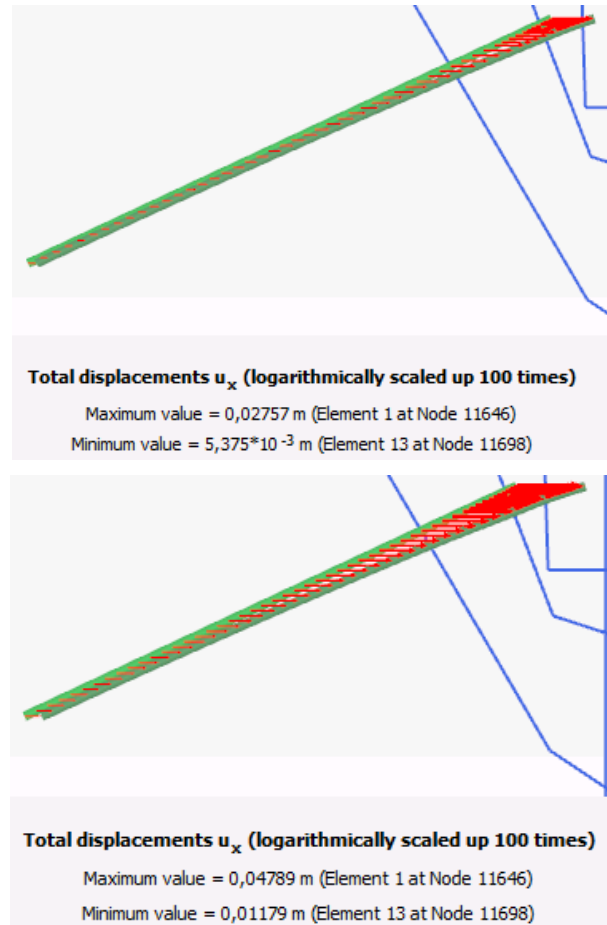 Total displacements u_x (logarithmically scaled up 100 times)
Maximum value = 0,02757 m (Element 1 at Node 11646)
Minimum value = 5,375*10 -3 m (Element 13 at Node 11698)
Total displacements u_x (logarithmically scaled up 100 times)
Maximum value = 0,04789 m (Element 1 at Node 11646)
Minimum value = 0,01179 m (Element 13 at Node 11698)